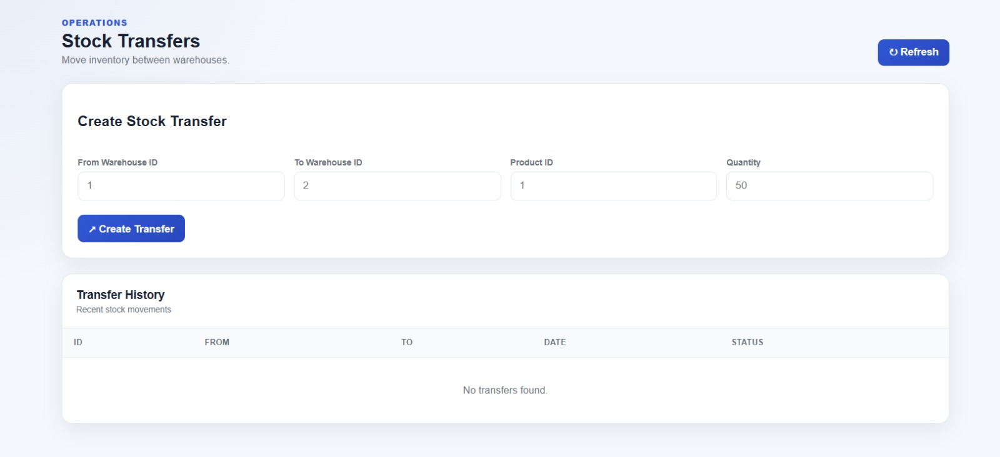 OPERATIONS
Stock Transfers
Move inventory between warehouses.
↻ Refresh
Create Stock Transfer
From Warehouse ID To Warehouse ID Product ID Quantity
1 2 1 50
↗ Create Transfer
Transfer History
Recent stock movements
ID FROM TO DATE STATUS
No transfers found.